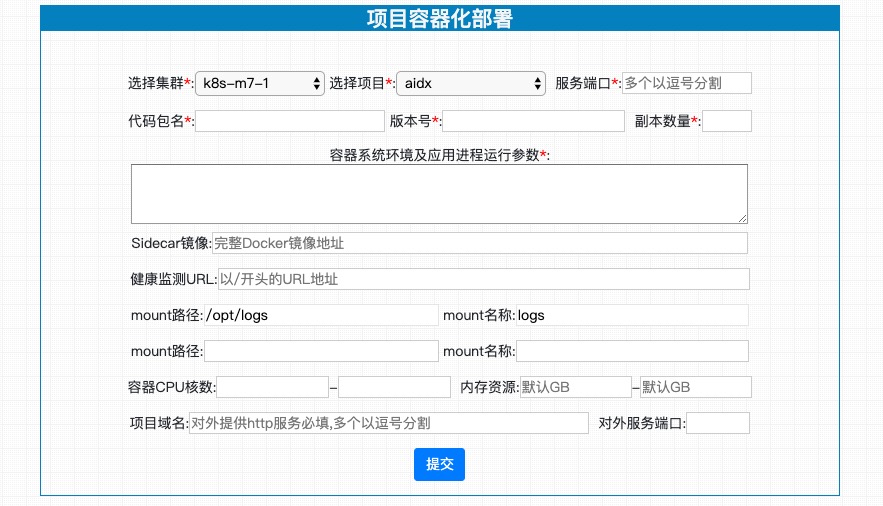 项目容器化部署
选择集群*: k8s-m7-1 选择项目*: aidx 服务端口*: 多个以逗号分割
代码包名*: 版本号*: 副本数量*:
容器系统环境及应用进程运行参数*:
Sidecar镜像: 完整Docker镜像地址
健康监测URL: 以/开头的URL地址
mount路径: /opt/logs mount名称: logs
mount路径: mount名称:
容器CPU核数: - 内存资源: 默认GB - 默认GB
项目域名: 对外提供http服务必填,多个以逗号分割 对外服务端口:
提交